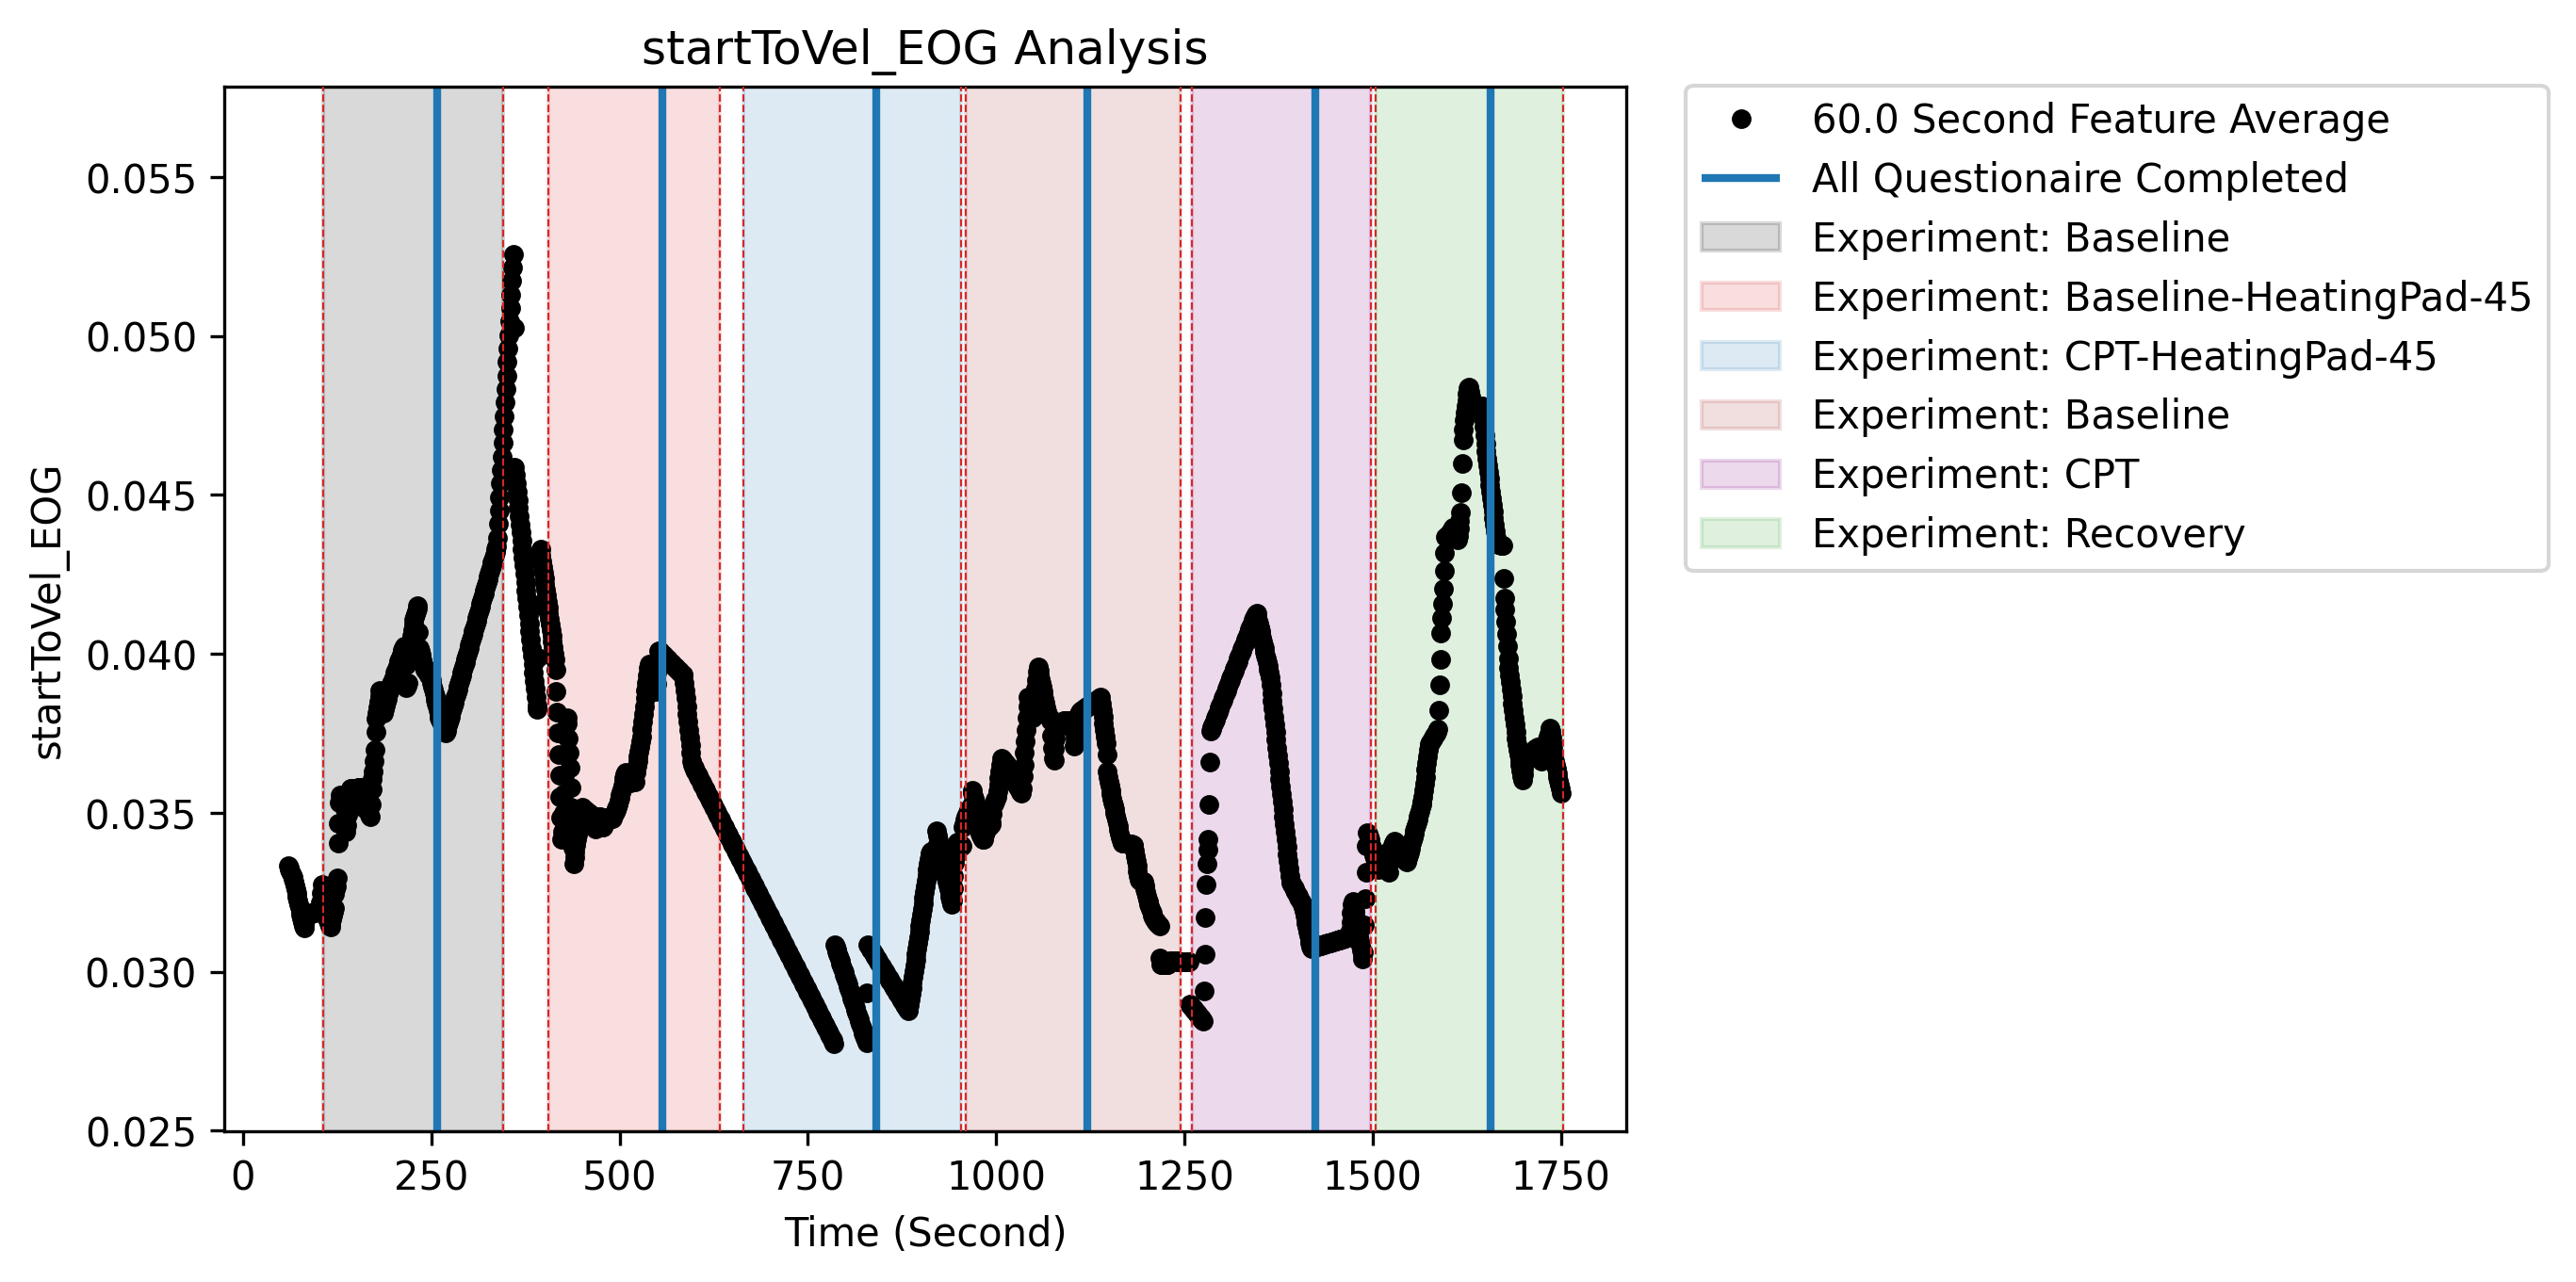 startToVel_EOG Analysis
startToVel_EOG
0.055
0.050
0.045
0.040
0.035
0.030
0.025
0 250 500 750 1000 1250 1500 1750
Time (Second)
60.0 Second Feature Average
All Questionaire Completed
Experiment: Baseline
Experiment: Baseline-HeatingPad-45
Experiment: CPT-HeatingPad-45
Experiment: Baseline
Experiment: CPT
Experiment: Recovery